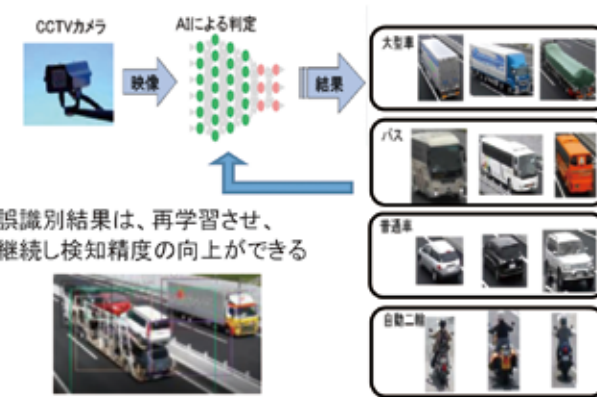 CCTVカメラ
AIによる判定
映像
結果
大型車
バス
普通車
自動二輪
誤識別結果は、再学習させ、
継続し検知精度の向上ができる